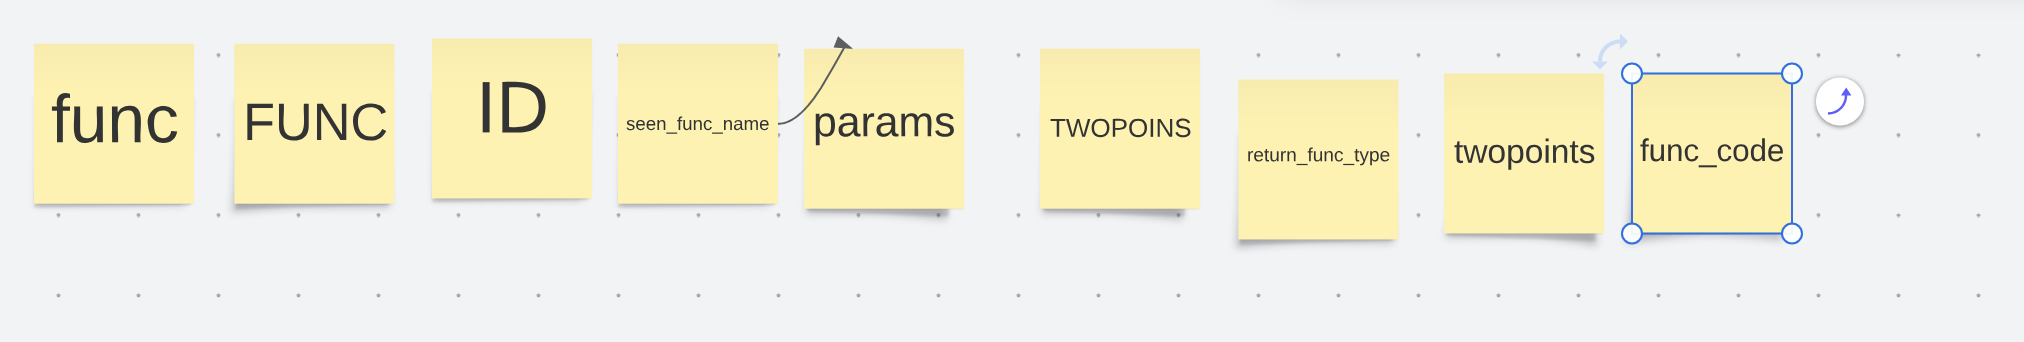 func
FUNC
ID
seen_func_name
params
TWOPOINS
return_func_type
twopoints
func_code